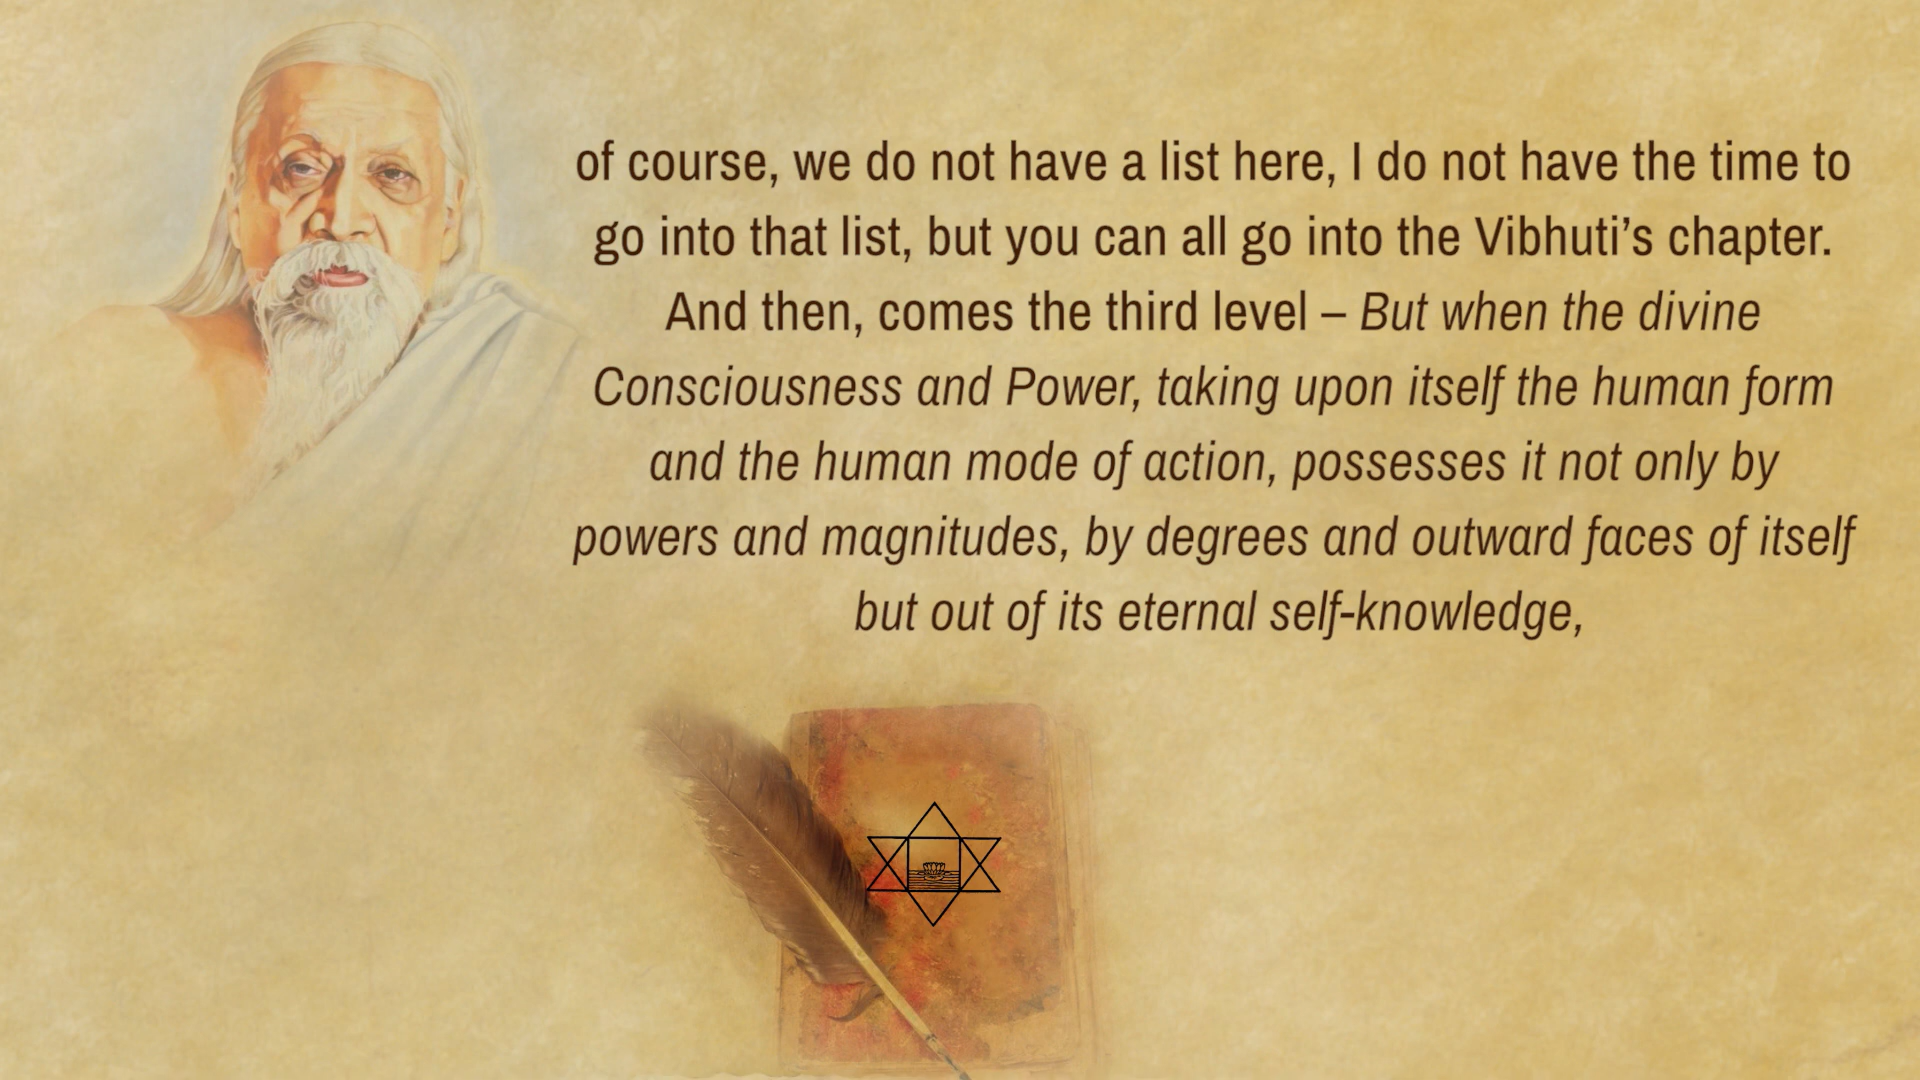 of course, we do not have a list here, I do not have the time to
go into that list, but you can all go into the Vibhuti’s chapter.
And then, comes the third level – But when the divine
Consciousness and Power, taking upon itself the human form
and the human mode of action, possesses it not only by
powers and magnitudes, by degrees and outward faces of itself
but out of its eternal self-knowledge,